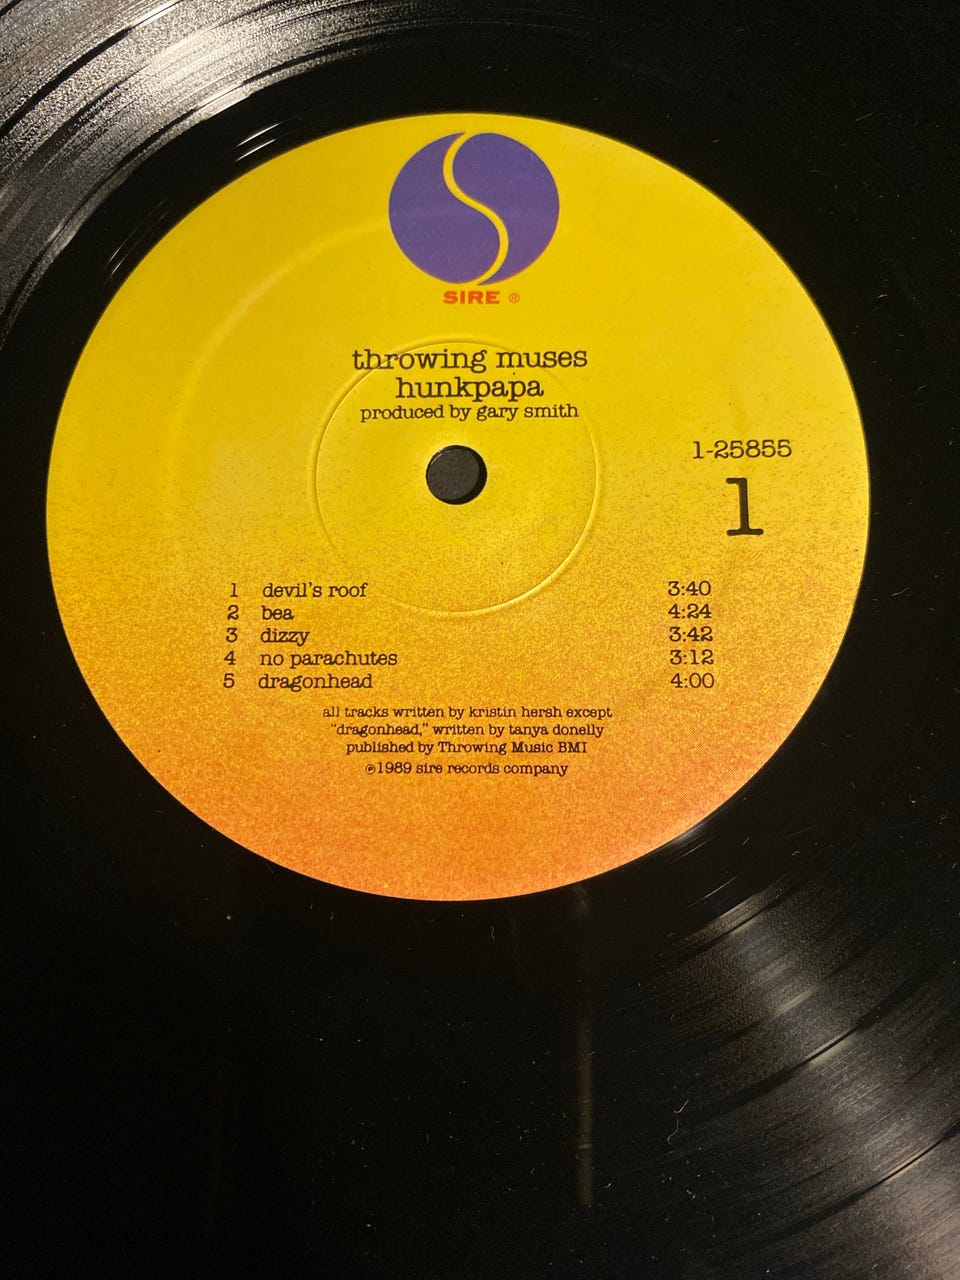 SIRE ®
throwing muses
hunkpapa
produced by gary smith
1-25855
1
1 devil's roof 3:40
2 bea 4:24
3 dizzy 3:42
4 no parachutes 3:12
5 dragonhead 4:00
all tracks written by kristin hersh except
"dragonhead," written by tanya donelly
published by Throwing Music BMI
℗1989 sire records company